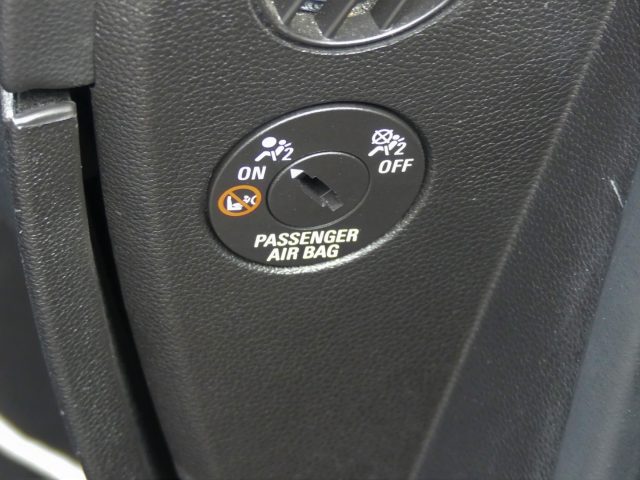 2 2
ON OFF
PASSENGER
AIR BAG